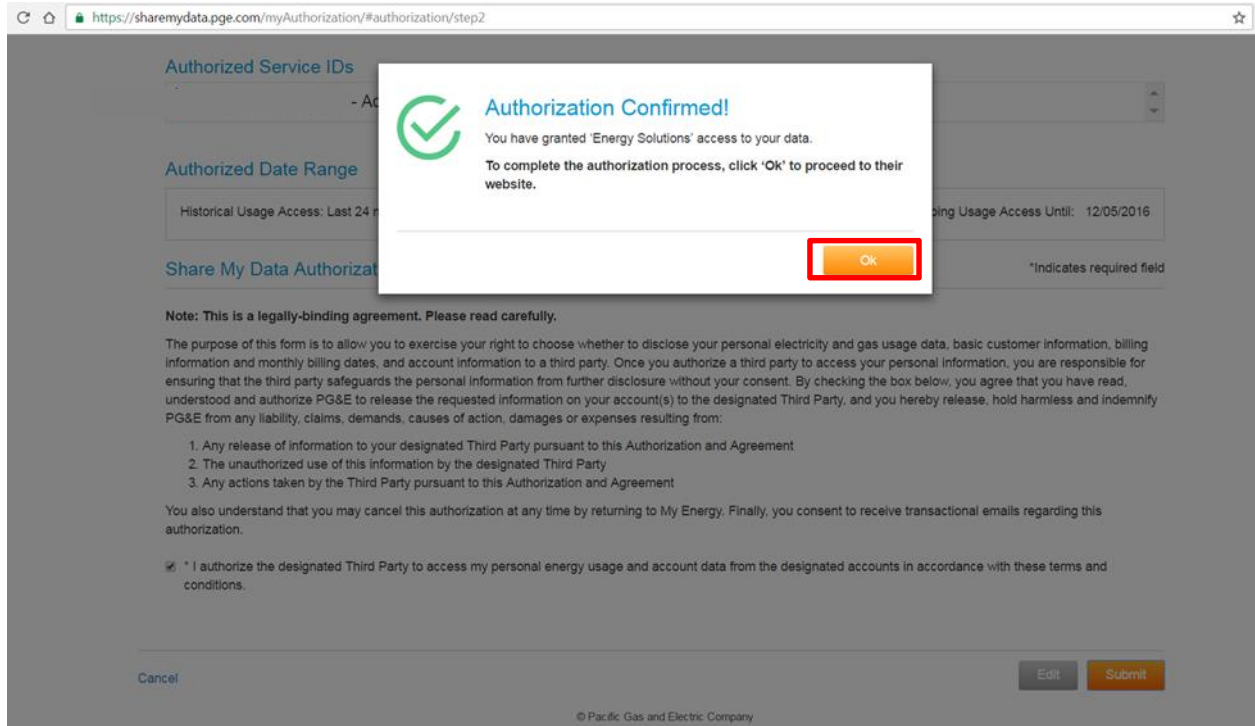 https://sharemydata.pge.com/myAuthorization/#authorization/step2
Authorized Service IDs
- Ac
Authorization Confirmed!
You have granted 'Energy Solutions' access to your data.
To complete the authorization process, click 'Ok' to proceed to their
website.
Ok
Authorized Date Range
Historical Usage Access: Last 24 m
oing Usage Access Until: 12/05/2016
Share My Data Authorizat
*Indicates required field
Note: This is a legally-binding agreement. Please read carefully.
The purpose of this form is to allow you to exercise your right to choose whether to disclose your personal electricity and gas usage data, basic customer information, billing
information and monthly billing dates, and account information to a third party. Once you authorize a third party to access your personal information, you are responsible for
ensuring that the third party safeguards the personal information from further disclosure without your consent. By checking the box below, you agree that you have read,
understood and authorize PG&E to release the requested information on your account(s) to the designated Third Party, and you hereby release, hold harmless and indemnify
PG&E from any liability, claims, demands, causes of action, damages or expenses resulting from:
1. Any release of information to your designated Third Party pursuant to this Authorization and Agreement
2. The unauthorized use of this information by the designated Third Party
3. Any actions taken by the Third Party pursuant to this Authorization and Agreement
You also understand that you may cancel this authorization at any time by returning to My Energy. Finally, you consent to receive transactional emails regarding this
authorization.
* I authorize the designated Third Party to access my personal energy usage and account data from the designated accounts in accordance with these terms and
conditions.
Cancel
Edit
Submit
© Pacific Gas and Electric Company